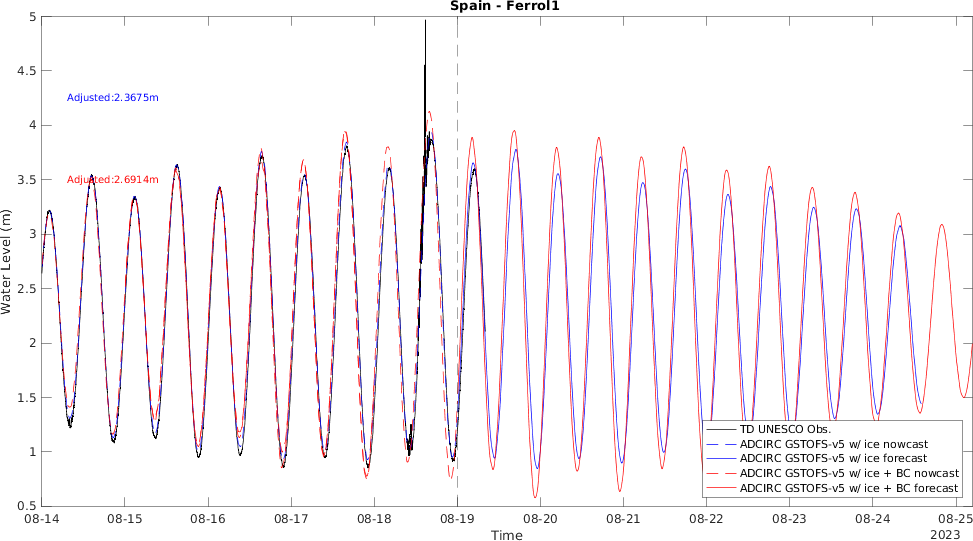 Spain - Ferrol1
5
4.5
4
3.5
3
2.5
2
1.5
1
0.5
Water Level (m)
Adjusted:2.3675m
Adjusted:2.6914m
TD UNESCO Obs.
ADCIRC GSTOFS-v5 w/ ice nowcast
ADCIRC GSTOFS-v5 w/ ice forecast
ADCIRC GSTOFS-v5 w/ ice + BC nowcast
ADCIRC GSTOFS-v5 w/ ice + BC forecast
08-14 08-15 08-16 08-17 08-18 08-19 08-20 08-21 08-22 08-23 08-24 08-25
Time
2023